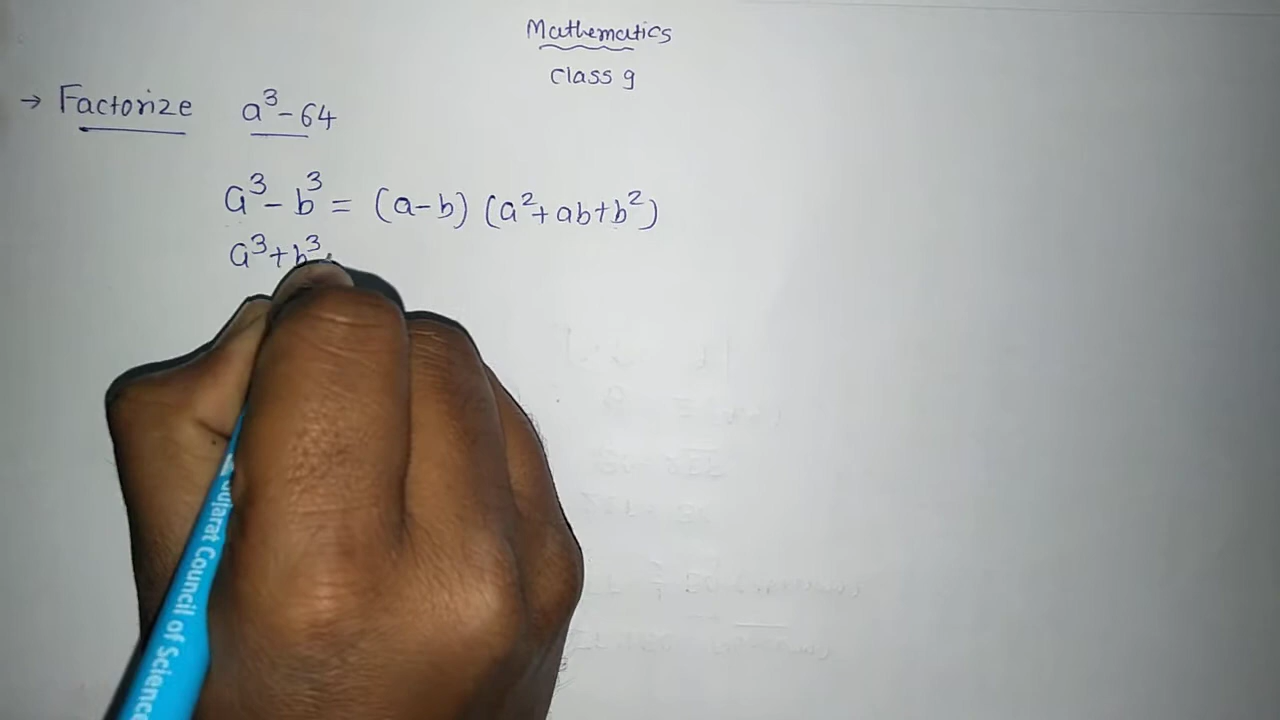 Mathematics
Class 9
→ Factorize a³-64
a³-b³ = (a-b) (a²+ab+b²)
a³+b³
Gujarat Council of Science